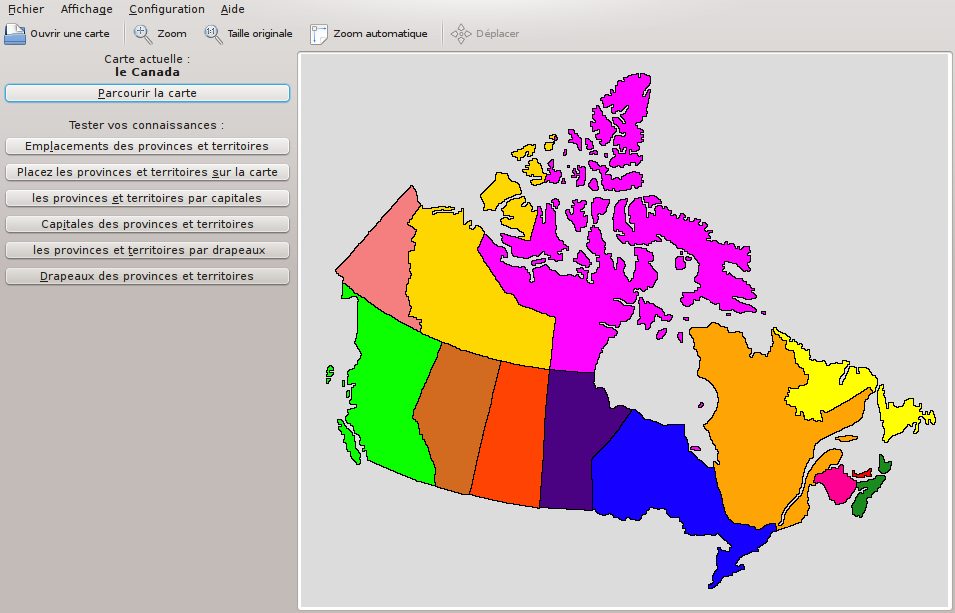 Fichier Affichage Configuration Aide
Ouvrir une carte Zoom Taille originale Zoom automatique Déplacer
Carte actuelle :
le Canada
Parcourir la carte
Tester vos connaissances :
Emplacements des provinces et territoires
Placez les provinces et territoires sur la carte
les provinces et territoires par capitales
Capitales des provinces et territoires
les provinces et territoires par drapeaux
Drapeaux des provinces et territoires